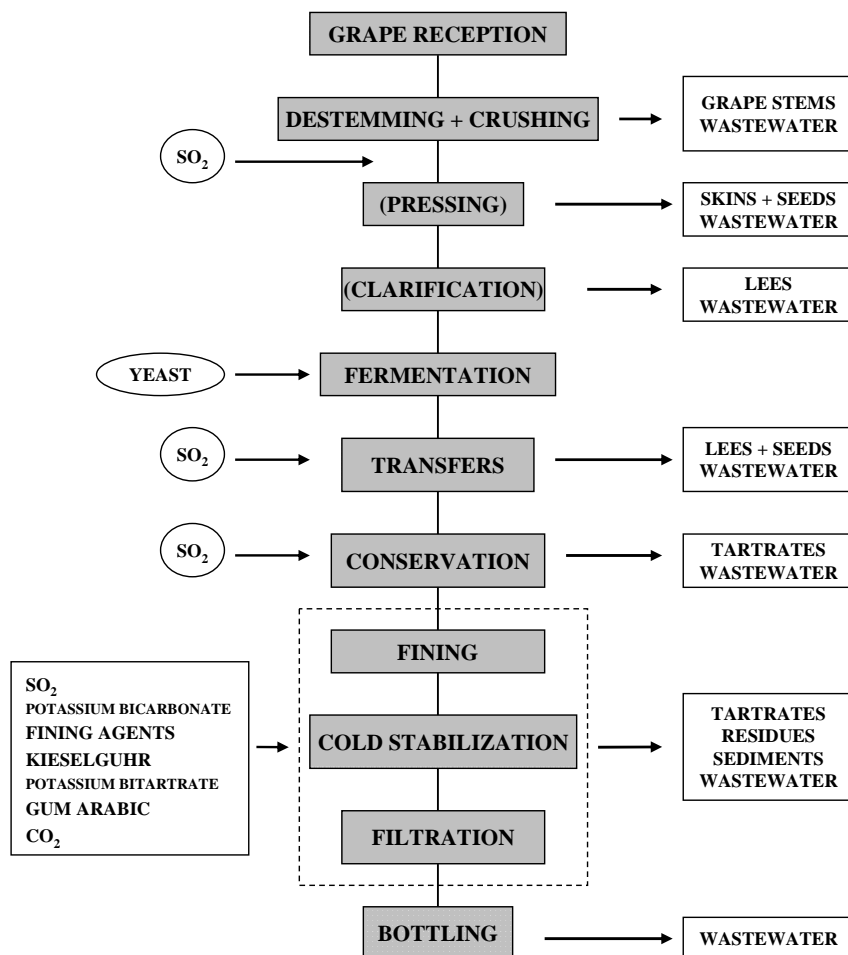 GRAPE RECEPTION
DESTEMMING + CRUSHING
GRAPE STEMS
WASTEWATER
SO₂
(PRESSING)
SKINS + SEEDS
WASTEWATER
(CLARIFICATION)
LEES
WASTEWATER
YEAST
FERMENTATION
SO₂
TRANSFERS
LEES + SEEDS
WASTEWATER
SO₂
CONSERVATION
TARTRATES
WASTEWATER
FINING
SO₂
POTASSIUM BICARBONATE
FINING AGENTS
KIESELGUHR
POTASSIUM BITARTRATE
GUM ARABIC
CO₂
COLD STABILIZATION
TARTRATES
RESIDUES
SEDIMENTS
WASTEWATER
FILTRATION
BOTTLING
WASTEWATER